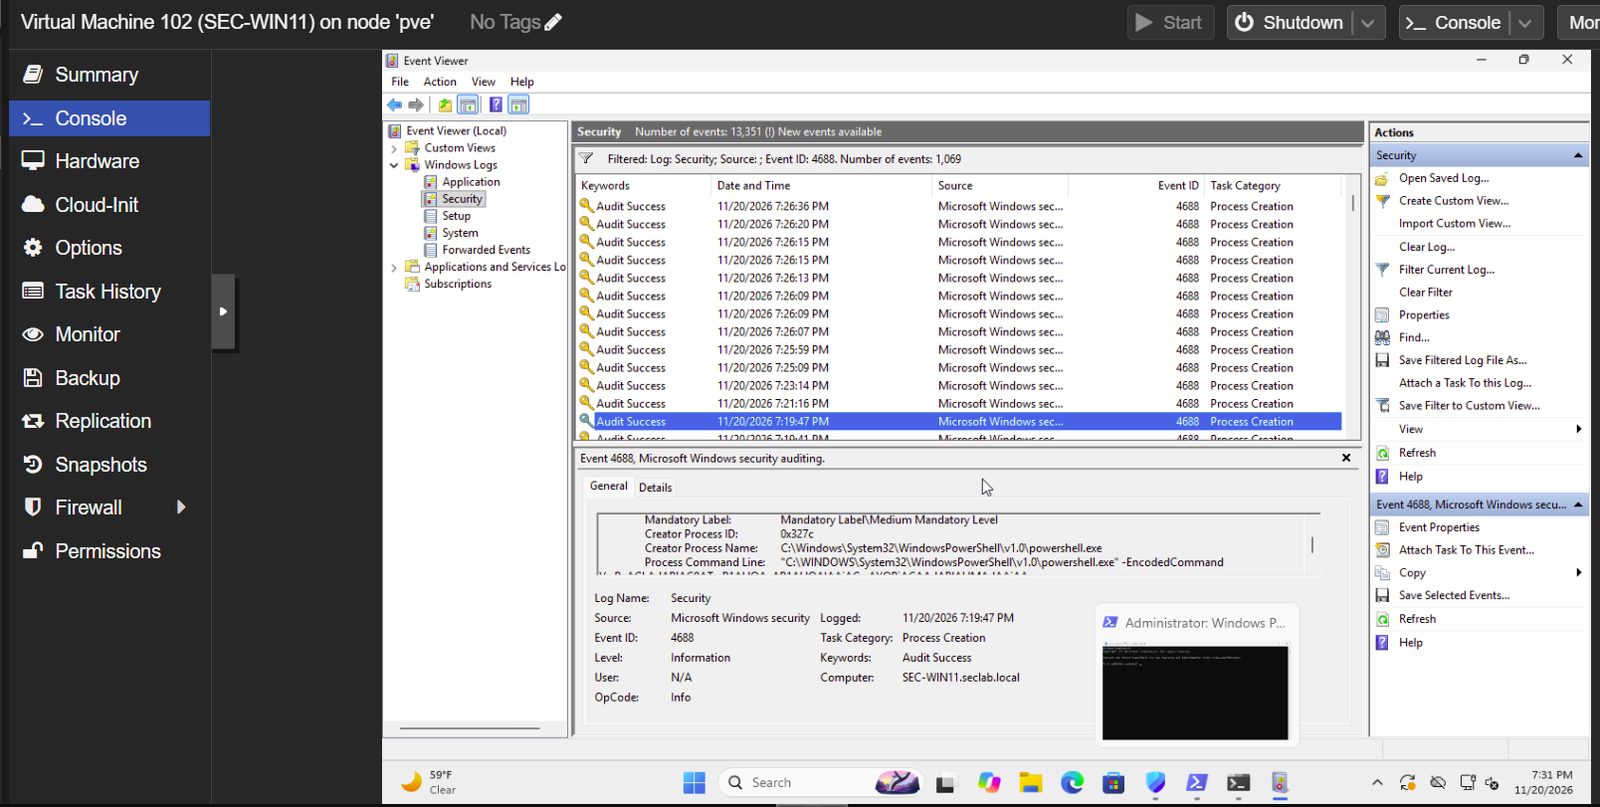 Virtual Machine 102 (SEC-WIN11) on node 'pve'
No Tags
Start
Shutdown
Console
Mor
Summary
Console
Hardware
Cloud-Init
Options
Task History
Monitor
Backup
Replication
Snapshots
Firewall
Permissions
Event Viewer
File Action View Help
Event Viewer (Local)
Custom Views
Windows Logs
Application
Security
Setup
System
Forwarded Events
Applications and Services Lo
Subscriptions
Security Number of events: 13,351 (!) New events available
Filtered: Log: Security; Source: ; Event ID: 4688. Number of events: 1,069
Keywords Date and Time Source Event ID Task Category
Audit Success 11/20/2026 7:26:36 PM Microsoft Windows sec... 4688 Process Creation
Audit Success 11/20/2026 7:26:20 PM Microsoft Windows sec... 4688 Process Creation
Audit Success 11/20/2026 7:26:15 PM Microsoft Windows sec... 4688 Process Creation
Audit Success 11/20/2026 7:26:15 PM Microsoft Windows sec... 4688 Process Creation
Audit Success 11/20/2026 7:26:13 PM Microsoft Windows sec... 4688 Process Creation
Audit Success 11/20/2026 7:26:09 PM Microsoft Windows sec... 4688 Process Creation
Audit Success 11/20/2026 7:26:09 PM Microsoft Windows sec... 4688 Process Creation
Audit Success 11/20/2026 7:26:07 PM Microsoft Windows sec... 4688 Process Creation
Audit Success 11/20/2026 7:25:59 PM Microsoft Windows sec... 4688 Process Creation
Audit Success 11/20/2026 7:25:09 PM Microsoft Windows sec... 4688 Process Creation
Audit Success 11/20/2026 7:23:14 PM Microsoft Windows sec... 4688 Process Creation
Audit Success 11/20/2026 7:21:16 PM Microsoft Windows sec... 4688 Process Creation
Audit Success 11/20/2026 7:19:47 PM Microsoft Windows sec... 4688 Process Creation
Audit Success 11/20/2026 7:19:41 PM Microsoft Windows sec... 4688 Process Creation
Event 4688, Microsoft Windows security auditing.
General Details
Mandatory Label: Mandatory Label\Medium Mandatory Level
Creator Process ID: 0x327c
Creator Process Name: C:\Windows\System32\WindowsPowerShell\v1.0\powershell.exe
Process Command Line: "C:\WINDOWS\System32\WindowsPowerShell\v1.0\powershell.exe" -EncodedCommand
Log Name: Security
Source: Microsoft Windows security Logged: 11/20/2026 7:19:47 PM
Event ID: 4688 Task Category: Process Creation
Level: Information Keywords: Audit Success
User: N/A Computer: SEC-WIN11.seclab.local
OpCode: Info
Administrator: Windows P...
Actions
Security
Open Saved Log...
Create Custom View...
Import Custom View...
Clear Log...
Filter Current Log...
Clear Filter
Properties
Find...
Save Filtered Log File As...
Attach a Task To this Log...
Save Filter to Custom View...
View
Refresh
Help
Event 4688, Microsoft Windows secu...
Event Properties
Attach Task To This Event...
Copy
Save Selected Events...
Refresh
Help
59°F
Clear
Search
7:31 PM
11/20/2026